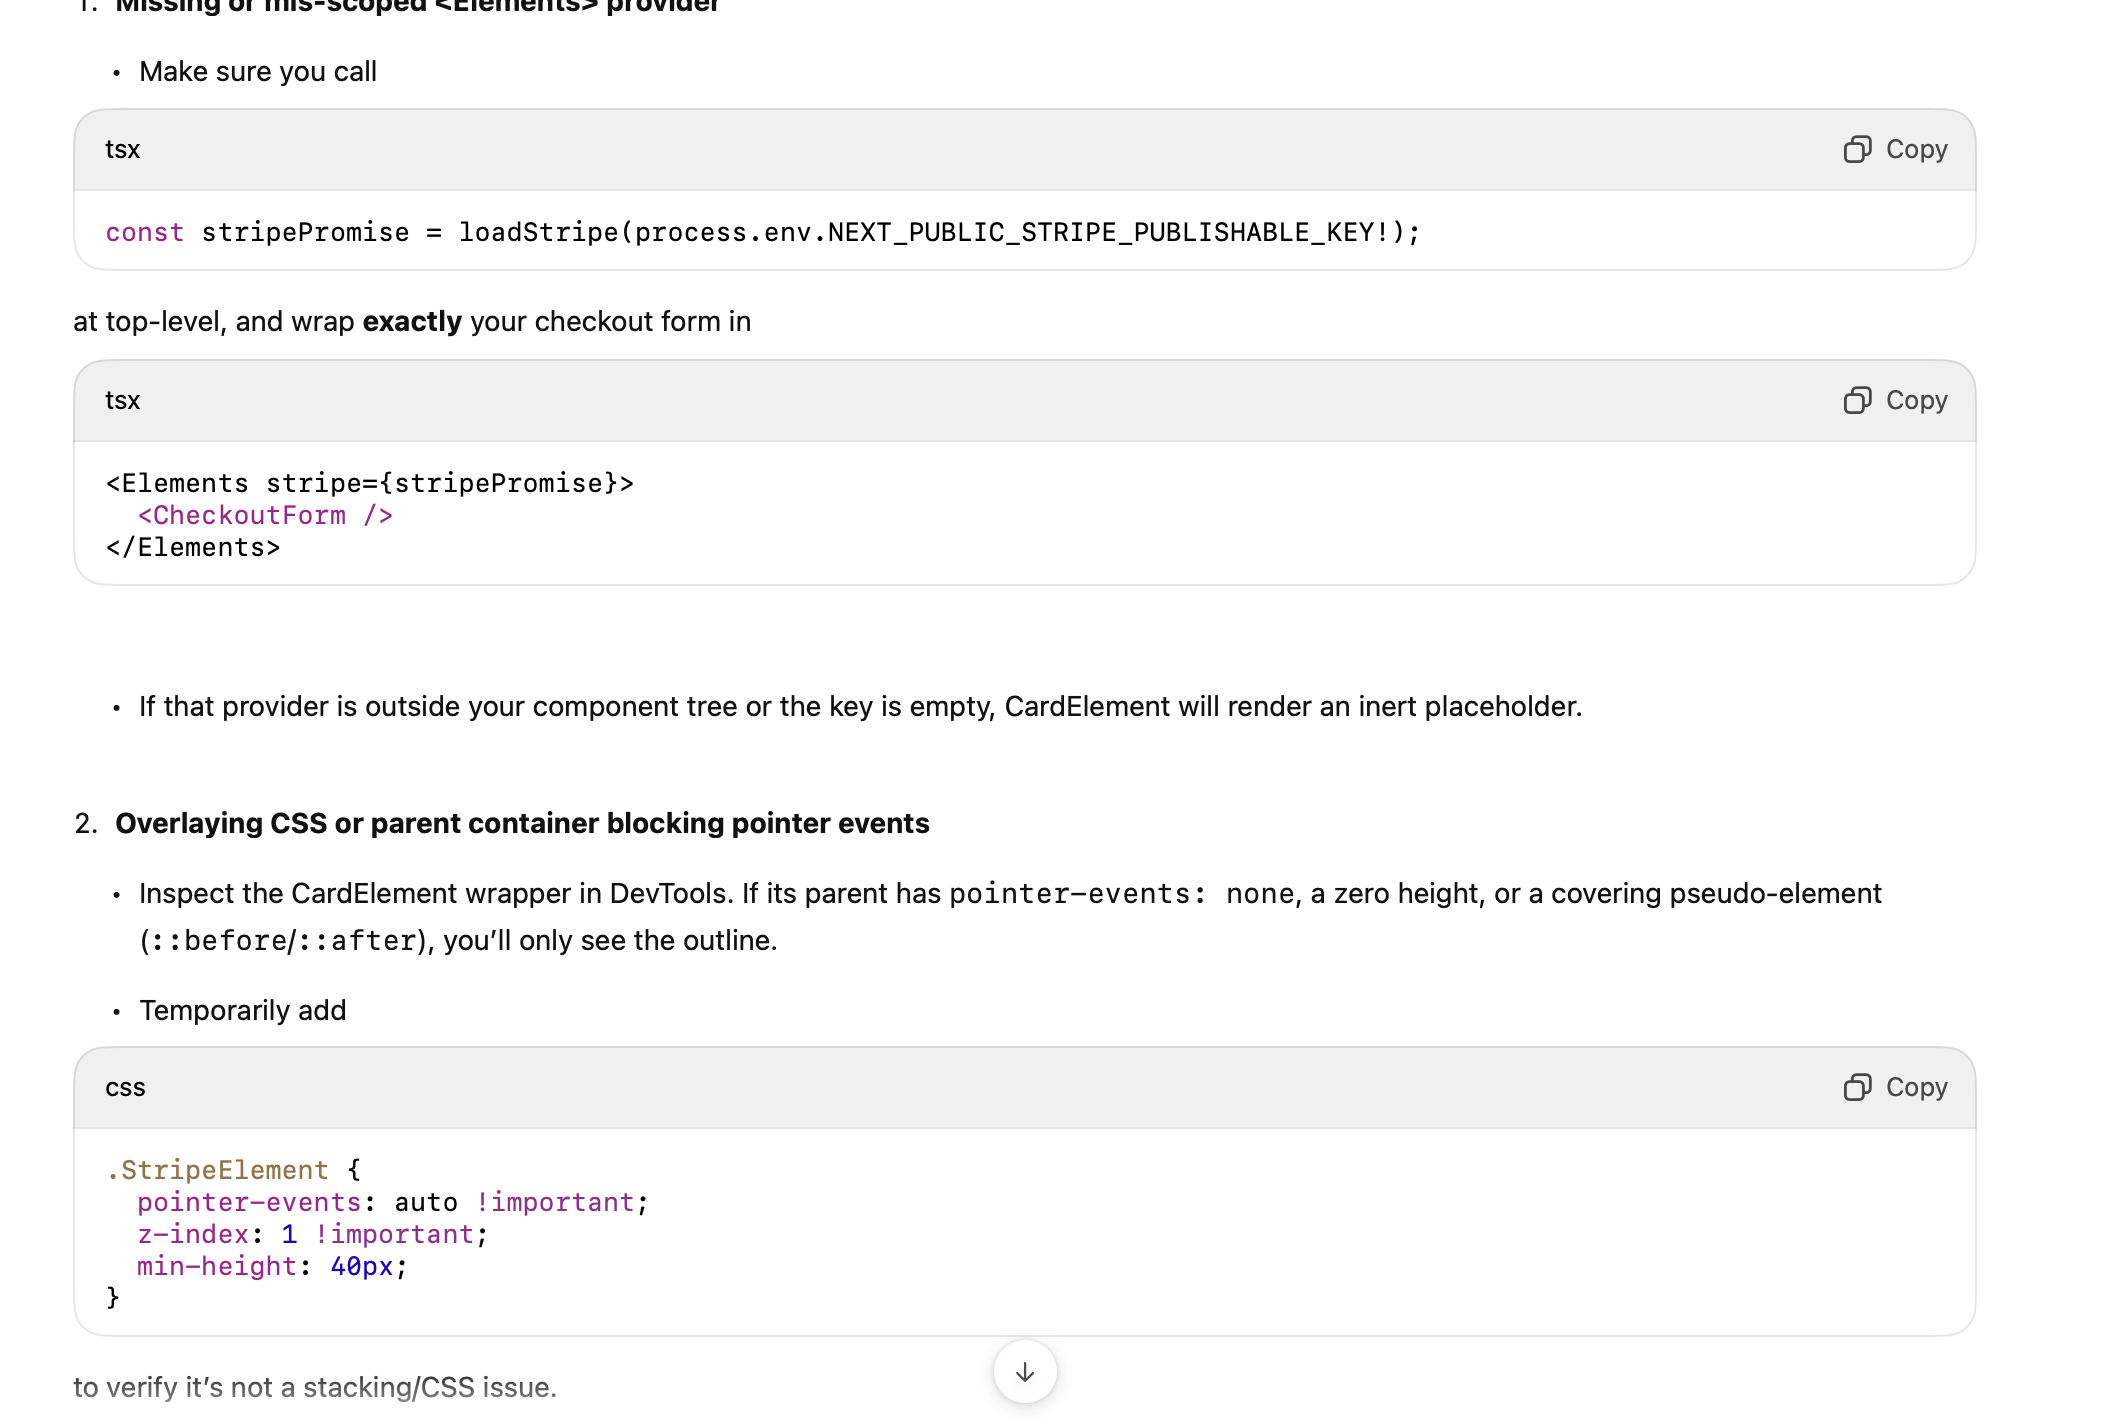 1. Missing or mis-scoped <Elements> provider
• Make sure you call
tsx
Copy
const stripePromise = loadStripe(process.env.NEXT_PUBLIC_STRIPE_PUBLISHABLE_KEY!);
at top-level, and wrap exactly your checkout form in
tsx
Copy
<Elements stripe={stripePromise}>
  <CheckoutForm />
</Elements>
• If that provider is outside your component tree or the key is empty, CardElement will render an inert placeholder.
2. Overlaying CSS or parent container blocking pointer events
• Inspect the CardElement wrapper in DevTools. If its parent has pointer-events: none, a zero height, or a covering pseudo-element
(::before/::after), you’ll only see the outline.
• Temporarily add
css
Copy
.StripeElement {
  pointer-events: auto !important;
  z-index: 1 !important;
  min-height: 40px;
}
to verify it’s not a stacking/CSS issue.